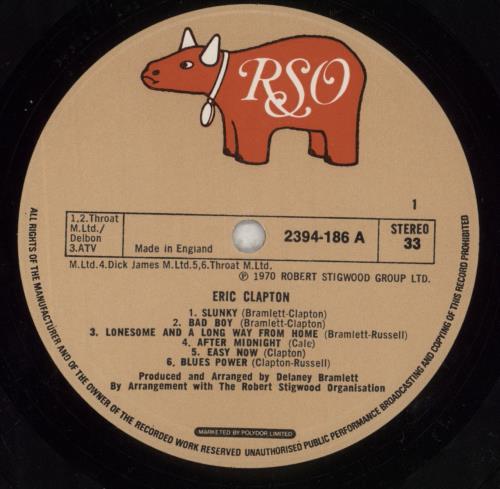 RSO
1
1,2.Throat
M.Ltd./
Delbon
3.ATV
Made in England
2394-186 A
STEREO
33
M.Ltd.4.Dick James M.Ltd.5,6.Throat M.Ltd.
℗ 1970 ROBERT STIGWOOD GROUP LTD.
ERIC CLAPTON
1. SLUNKY (Bramlett-Clapton)
2. BAD BOY (Bramlett-Clapton)
3. LONESOME AND A LONG WAY FROM HOME (Bramlett-Russell)
4. AFTER MIDNIGHT (Cale)
5. EASY NOW (Clapton)
6. BLUES POWER (Clapton-Russell)
Produced and Arranged by Delaney Bramlett
By Arrangement with The Robert Stigwood Organisation
MARKETED BY POLYDOR LIMITED
ALL RIGHTS OF THE MANUFACTURER AND OF THE OWNER OF THE RECORDED WORK RESERVED UNAUTHORISED PUBLIC PERFORMANCE BROADCASTING AND COPYING OF THIS RECORD PROHIBITED